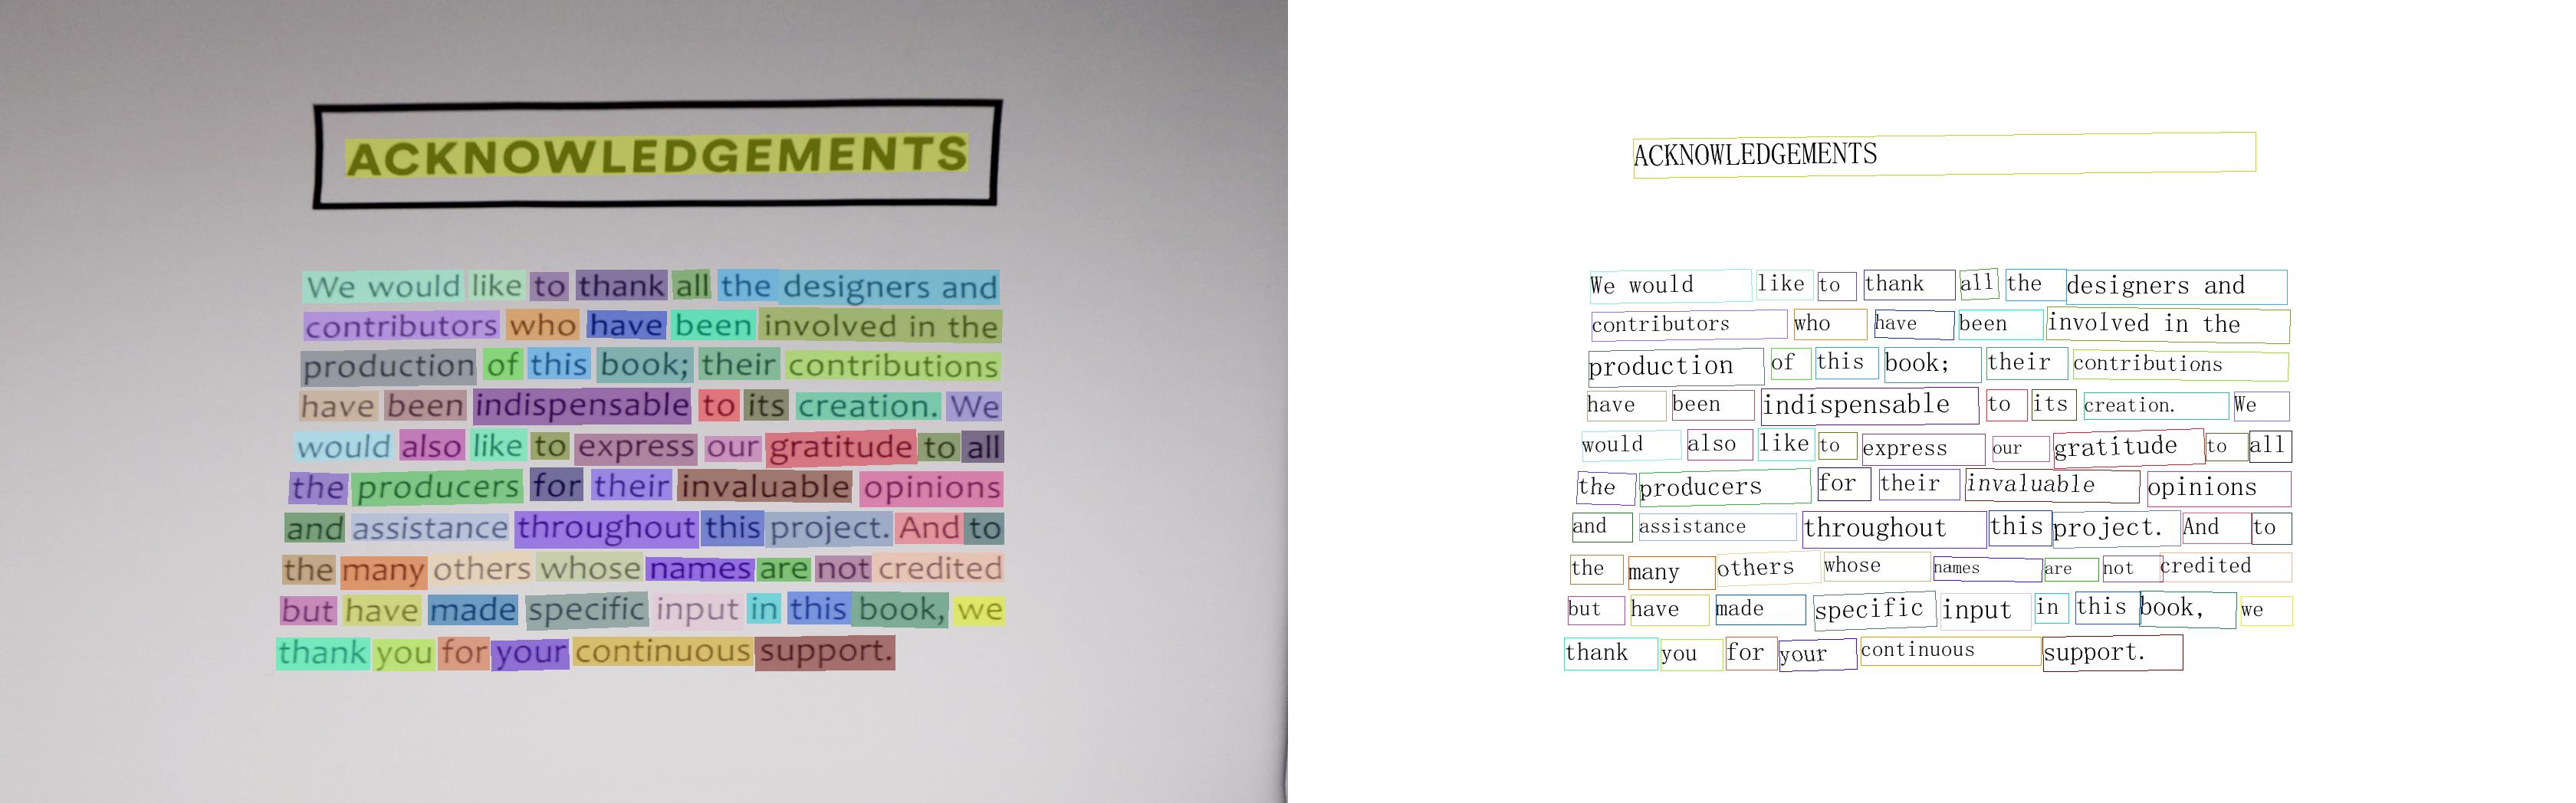 ACKNOWLEDGEMENTS
We would like to thank all the designers and
contributors who have been involved in the
production of this book; their contributions
have been indispensable to its creation. We
would also like to express our gratitude to all
the producers for their invaluable opinions
and assistance throughout this project. And to
the many others whose names are not credited
but have made specific input in this book, we
thank you for your continuous support.
ACKNOWLEDGEMENTS
We would like to thank all the designers and
contributors who have been involved in the
production of this book; their contributions
have been indispensable to its creation. We
would also like to express our gratitude to all
the producers for their invaluable opinions
and assistance throughout this project. And to
the many others whose names are not credited
but have made specific input in this book, we
thank you for your continuous support.